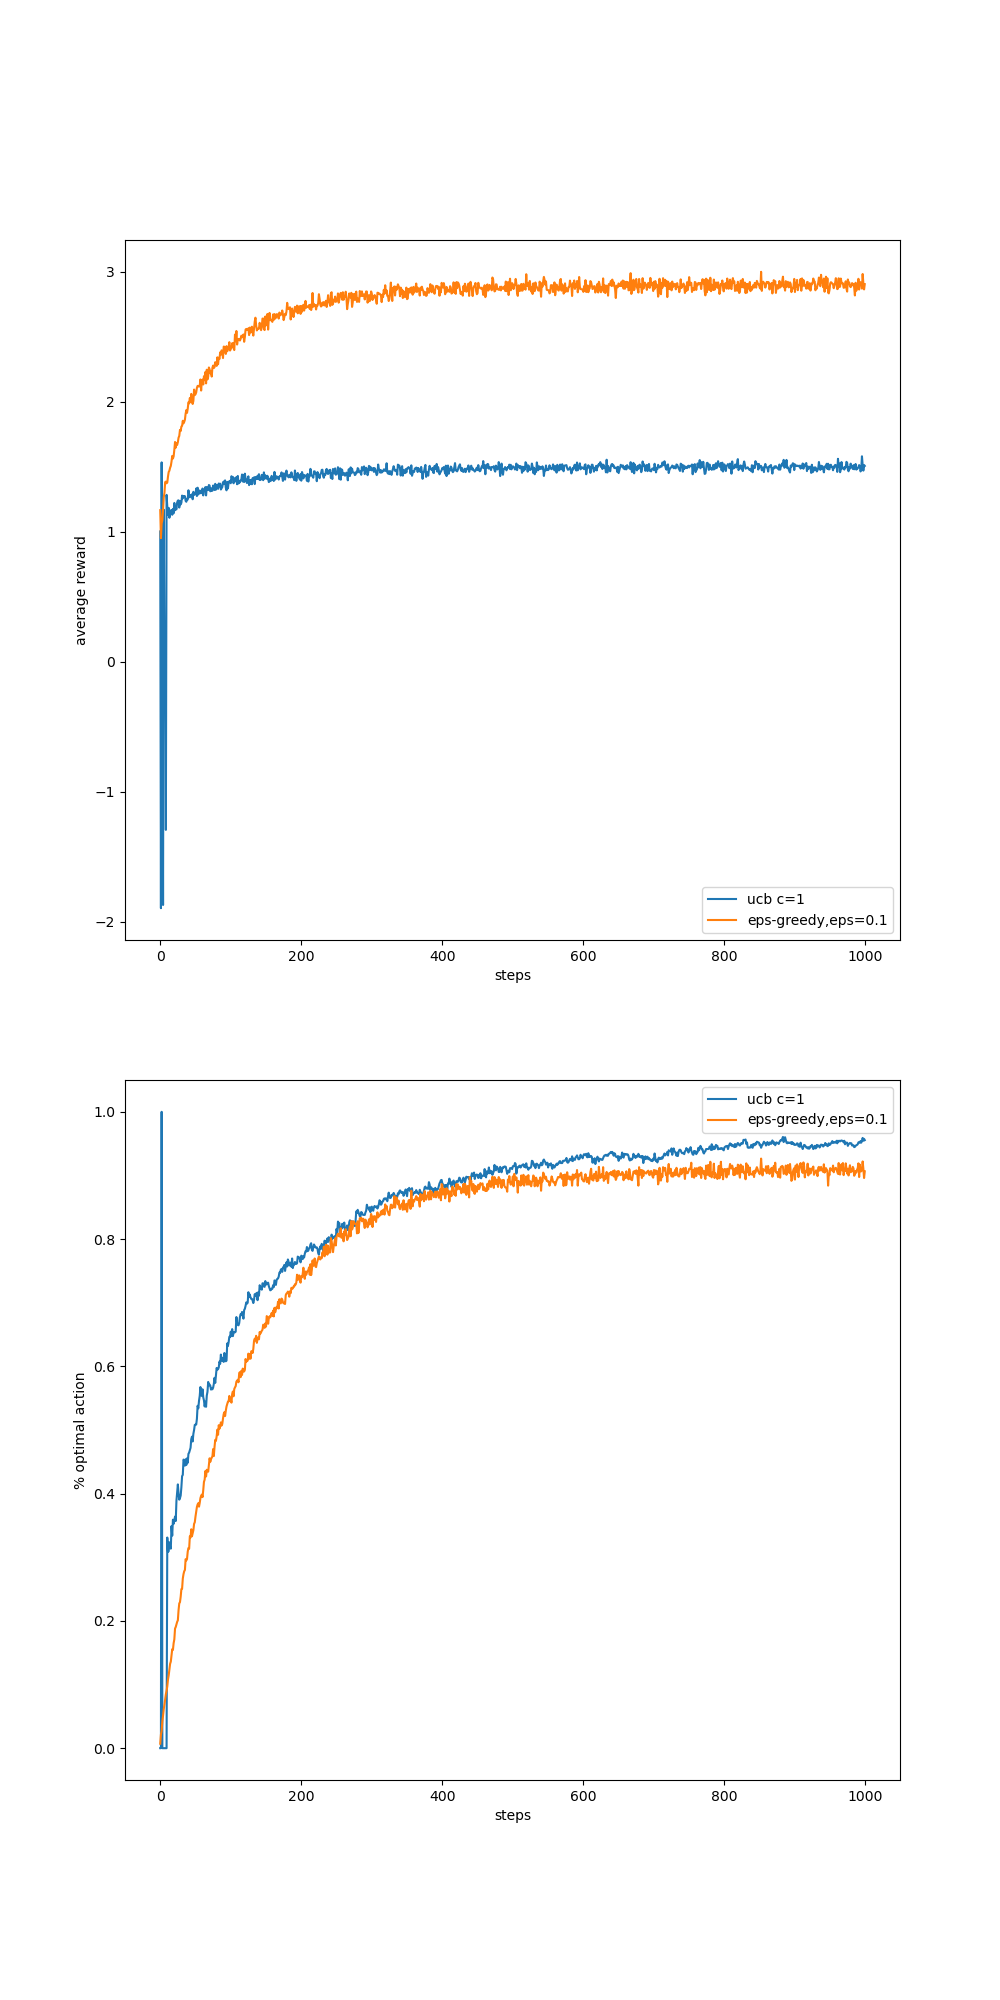 3
2
1
0
−1
−2
average reward
ucb c=1
eps-greedy,eps=0.1
0 200 400 600 800 1000
steps
ucb c=1
eps-greedy,eps=0.1
1.0
0.8
0.6
0.4
0.2
0.0
% optimal action
0 200 400 600 800 1000
steps